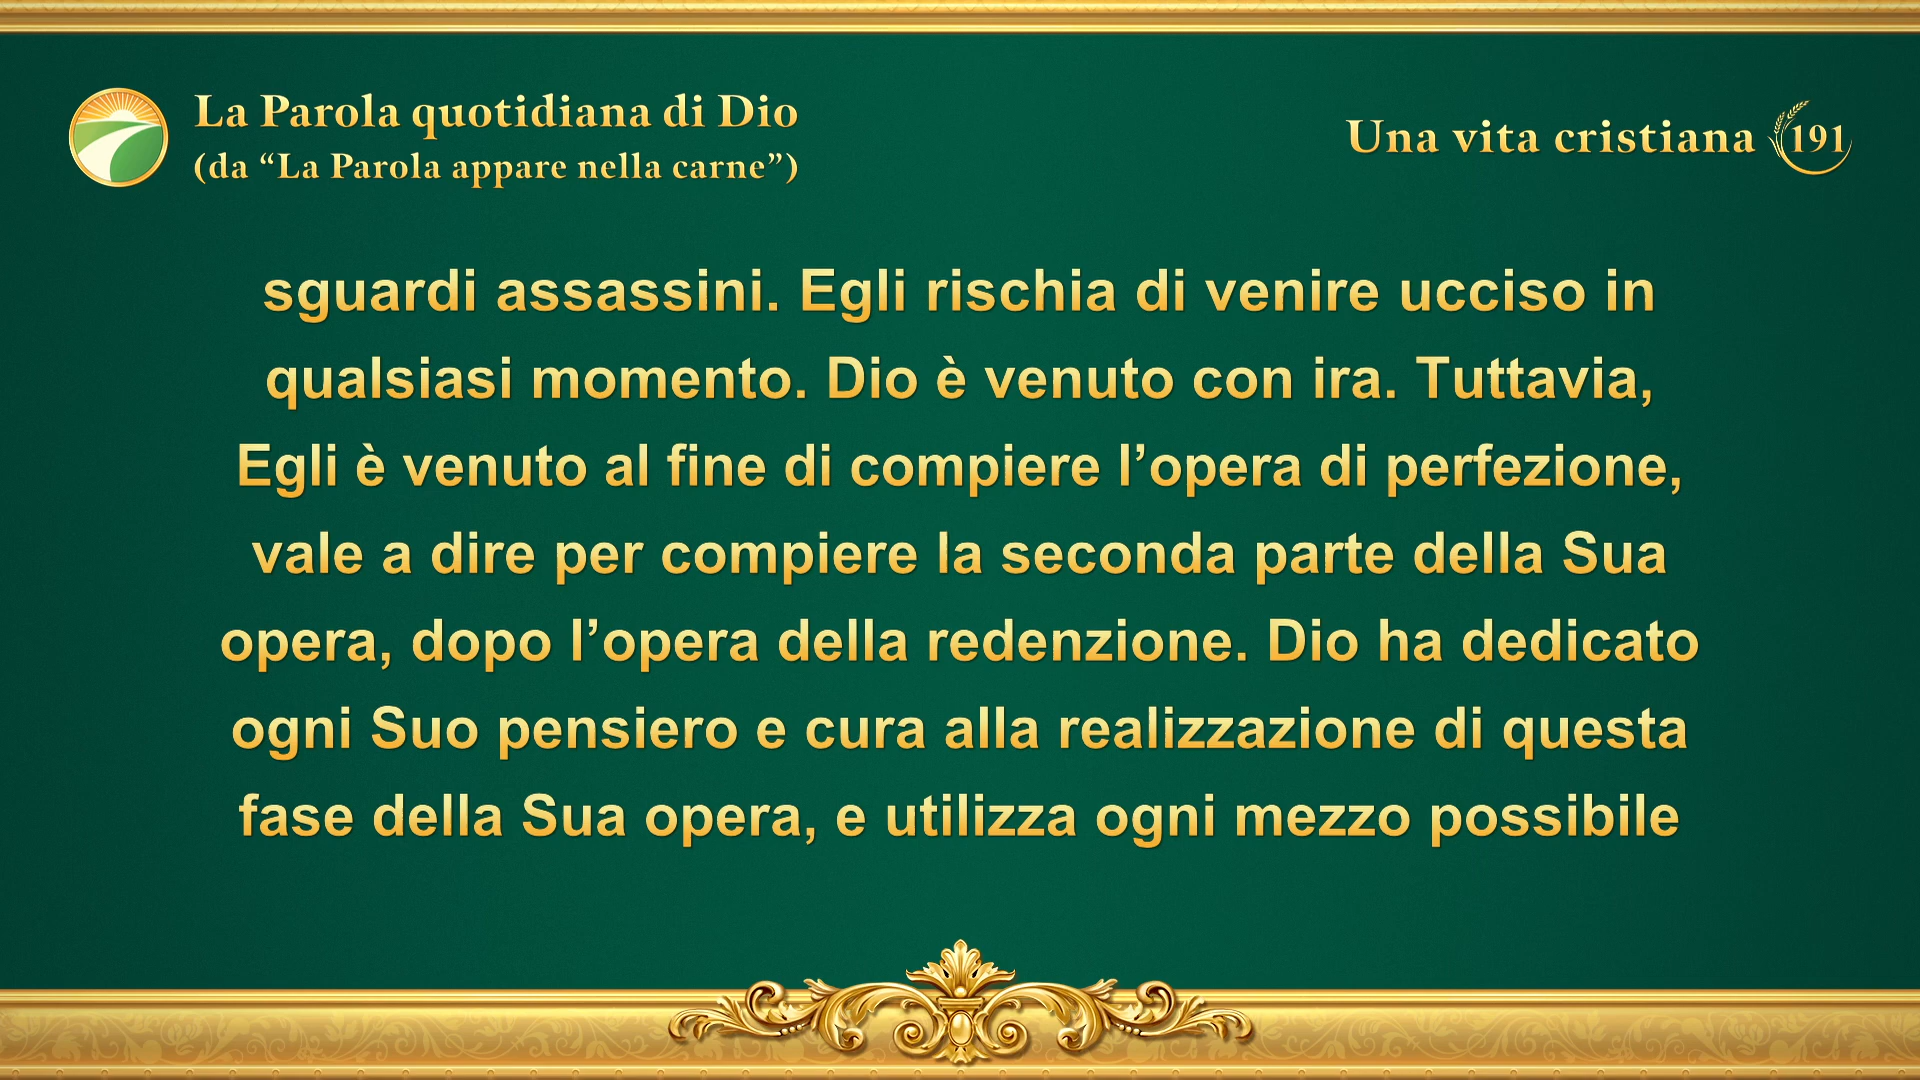 La Parola quotidiana di Dio
(da “La Parola appare nella carne”)
Una vita cristiana 191
sguardi assassini. Egli rischia di venire ucciso in
qualsiasi momento. Dio è venuto con ira. Tuttavia,
Egli è venuto al fine di compiere l’opera di perfezione,
vale a dire per compiere la seconda parte della Sua
opera, dopo l’opera della redenzione. Dio ha dedicato
ogni Suo pensiero e cura alla realizzazione di questa
fase della Sua opera, e utilizza ogni mezzo possibile